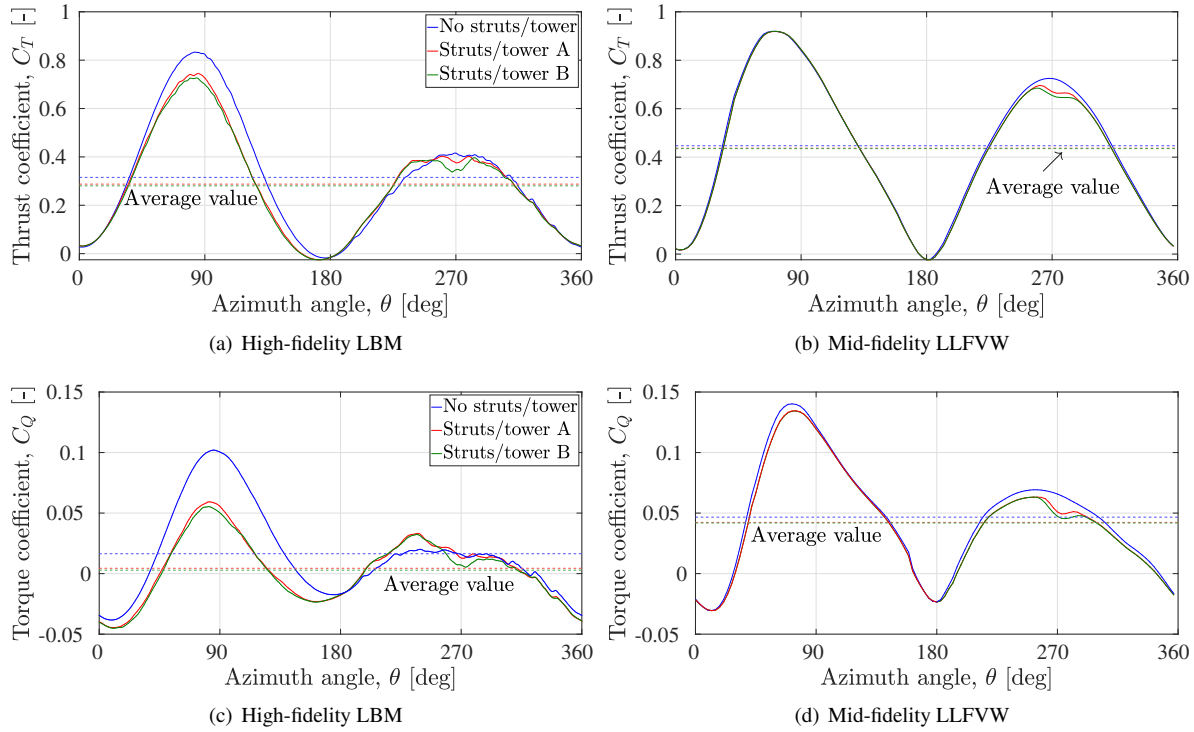 Thrust coefficient, C_T [-]
1
0.8
0.6
0.4
0.2
0
No struts/tower
Struts/tower A
Struts/tower B
Average value
0
90
180
270
360
Azimuth angle, θ [deg]
(a) High-fidelity LBM
Thrust coefficient, C_T [-]
1
0.8
0.6
0.4
0.2
0
Average value
0
90
180
270
360
Azimuth angle, θ [deg]
(b) Mid-fidelity LLFVW
Torque coefficient, C_Q [-]
0.15
0.1
0.05
0
-0.05
No struts/tower
Struts/tower A
Struts/tower B
Average value
0
90
180
270
360
Azimuth angle, θ [deg]
(c) High-fidelity LBM
Torque coefficient, C_Q [-]
0.15
0.1
0.05
0
-0.05
Average value
0
90
180
270
360
Azimuth angle, θ [deg]
(d) Mid-fidelity LLFVW